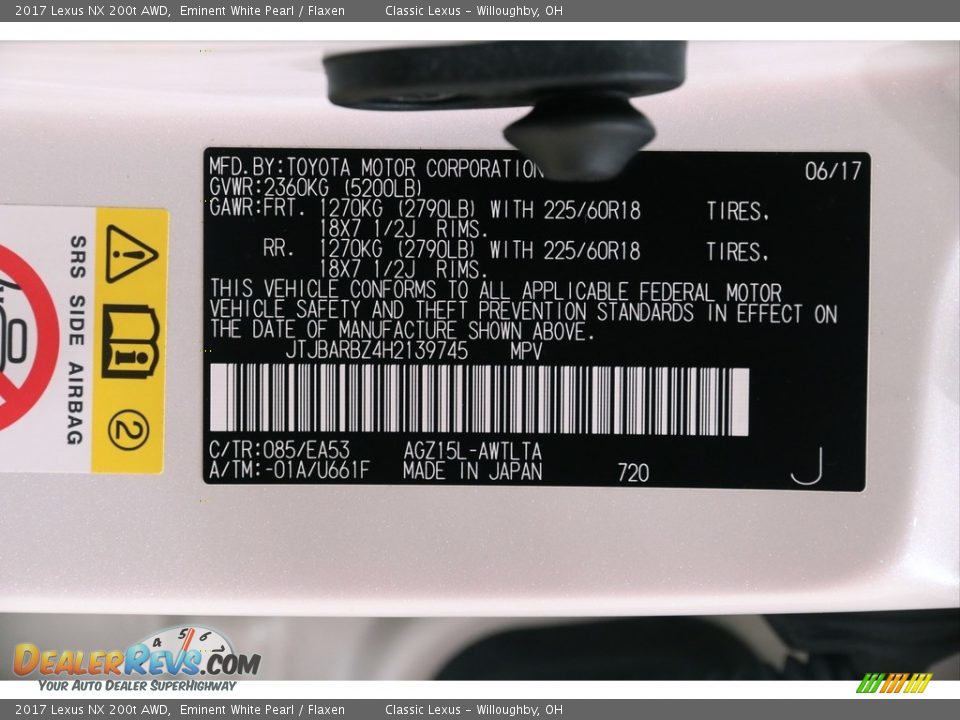 2017 Lexus NX 200t AWD, Eminent White Pearl / Flaxen Classic Lexus - Willoughby, OH
MFD.BY:TOYOTA MOTOR CORPORATION 06/17
GVWR:2360KG (5200LB)
GAWR:FRT. 1270KG (2790LB) WITH 225/60R18 TIRES.
18X7 1/2J RIMS.
RR. 1270KG (2790LB) WITH 225/60R18 TIRES.
18X7 1/2J RIMS.
THIS VEHICLE CONFORMS TO ALL APPLICABLE FEDERAL MOTOR
VEHICLE SAFETY AND THEFT PREVENTION STANDARDS IN EFFECT ON
THE DATE OF MANUFACTURE SHOWN ABOVE.
JTJBARBZ4H2139745 MPV
C/TR:085/EA53 AGZ15L-AWTLTA
A/TM:-01A/U661F MADE IN JAPAN 720 J
SRS SIDE AIRBAG
2
4 5 6 7
DealerRevs.com
Your Auto Dealer SuperHighway
2017 Lexus NX 200t AWD, Eminent White Pearl / Flaxen Classic Lexus - Willoughby, OH